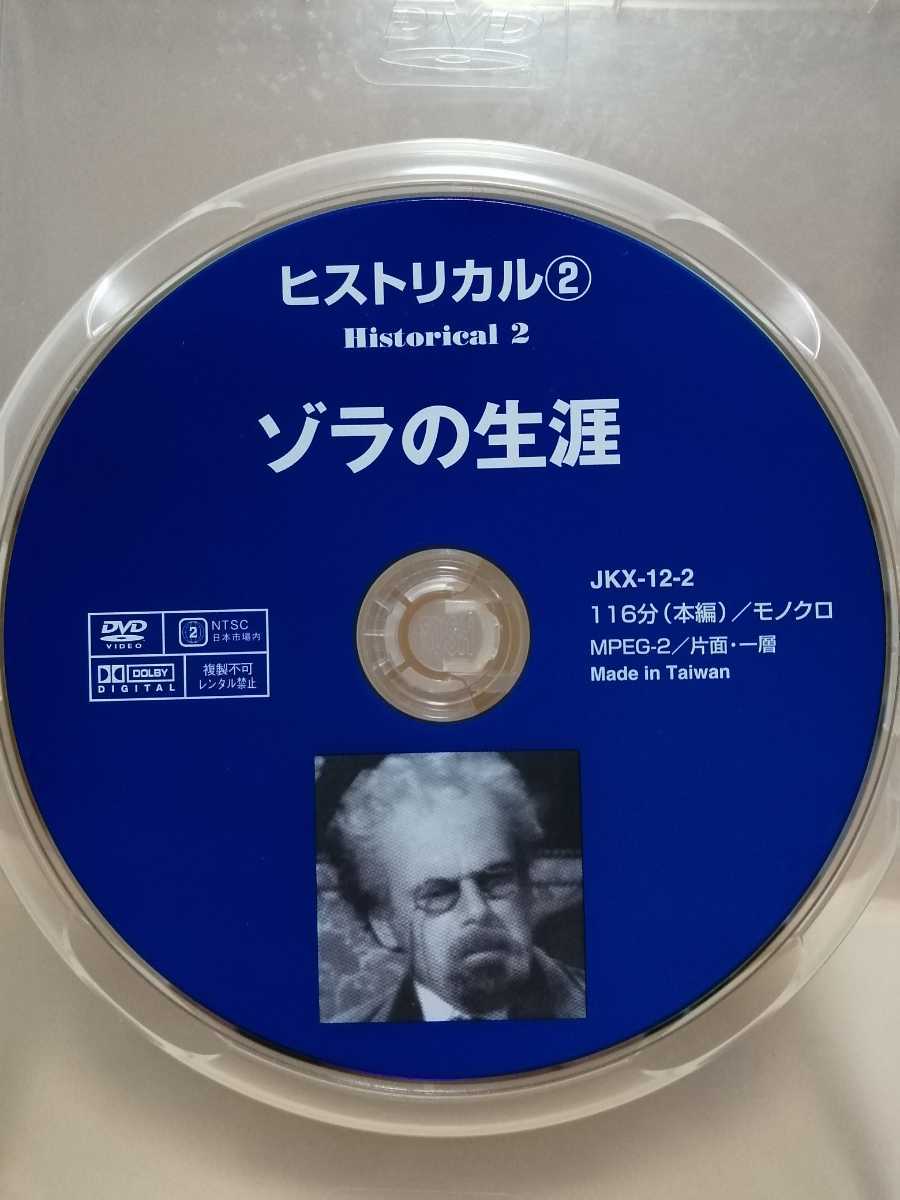 DVD
ヒストリカル②
Historical 2
ゾラの生涯
DVD
VIDEO
2
NTSC
日本市場内
DOLBY
DIGITAL
複製不可
レンタル禁止
JKX-12-2
116分(本編)/モノクロ
MPEG-2/片面・一層
Made in Taiwan